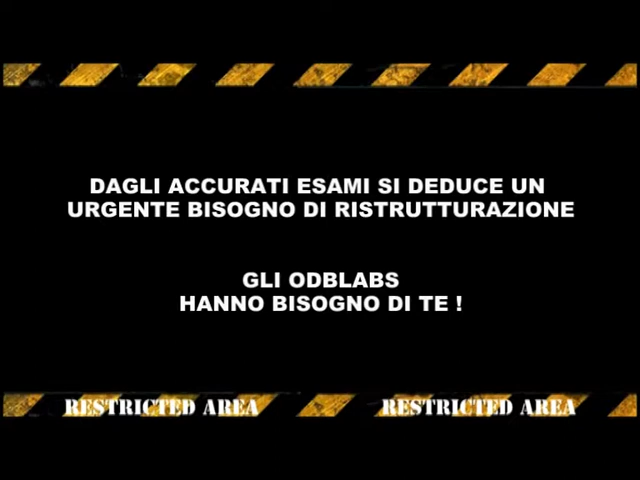 DAGLI ACCURATI ESAMI SI DEDUCE UN
URGENTE BISOGNO DI RISTRUTTURAZIONE
GLI ODBLABS
HANNO BISOGNO DI TE !
RESTRICTED AREA RESTRICTED AREA